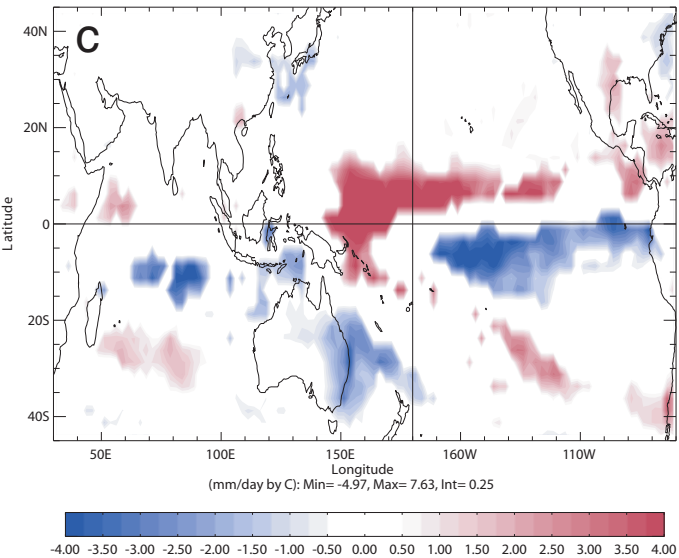 C
40N
20N
0
20S
40S
Latitude
50E 100E 150E 160W 110W
Longitude
(mm/day by C): Min= -4.97, Max= 7.63, Int= 0.25
-4.00 -3.50 -2.50 -2.00 -1.50 -1.00 -0.50 0.00 0.50 1.00 1.50 2.00 2.50 3.00 3.50 4.00